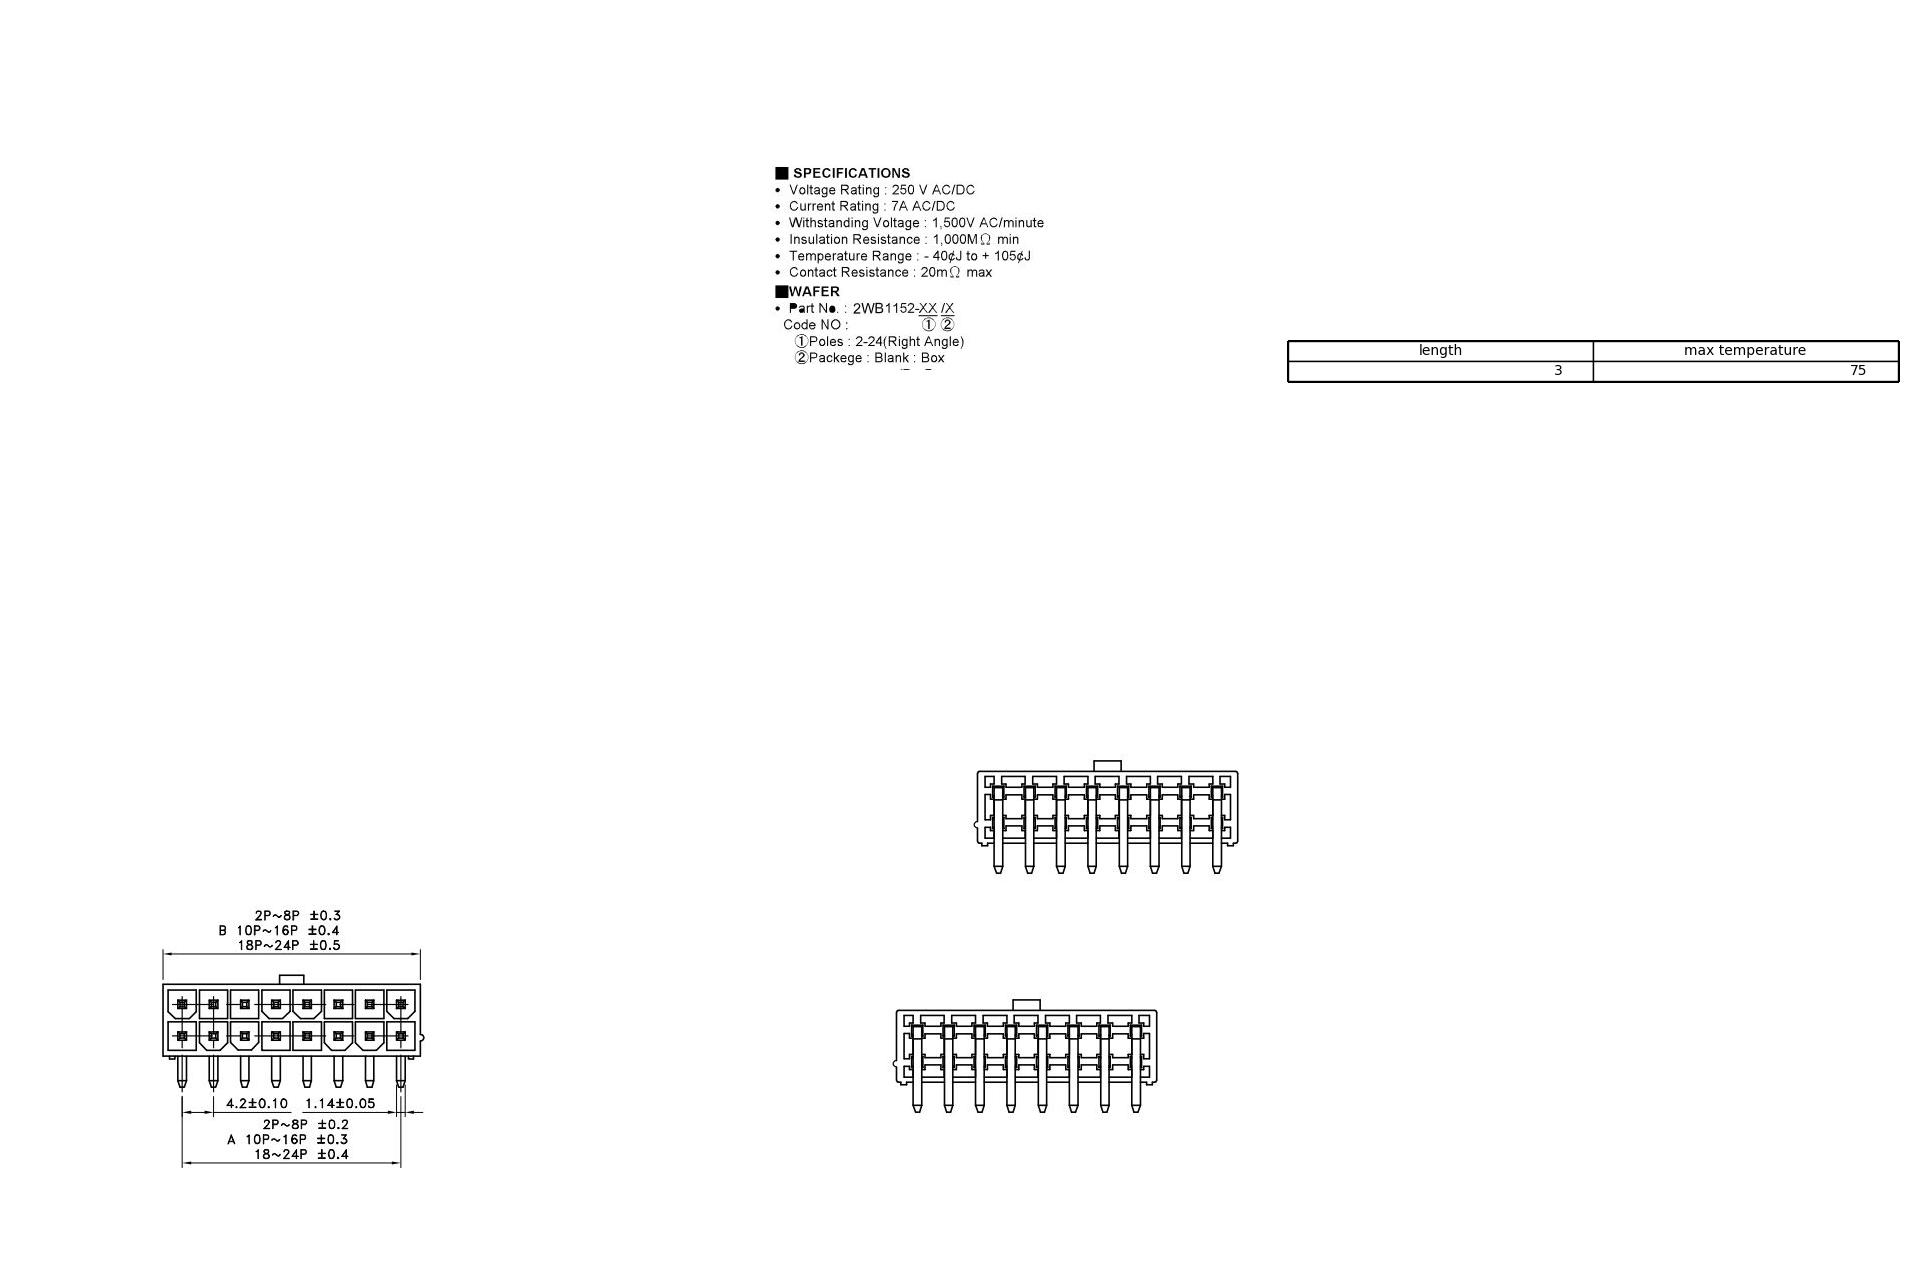 ■ SPECIFICATIONS
• Voltage Rating : 250 V AC/DC
• Current Rating : 7A AC/DC
• Withstanding Voltage : 1,500V AC/minute
• Insulation Resistance : 1,000MΩ min
• Temperature Range : - 40¢J to + 105¢J
• Contact Resistance : 20mΩ max
■WAFER
• Part No. : 2WB1152-XX /X
Code NO : ① ②
①Poles : 2-24(Right Angle)
②Packege : Blank : Box
length max temperature
3 75
2P~8P ±0.3
B 10P~16P ±0.4
18P~24P ±0.5
4.2±0.10 1.14±0.05
2P~8P ±0.2
A 10P~16P ±0.3
18~24P ±0.4